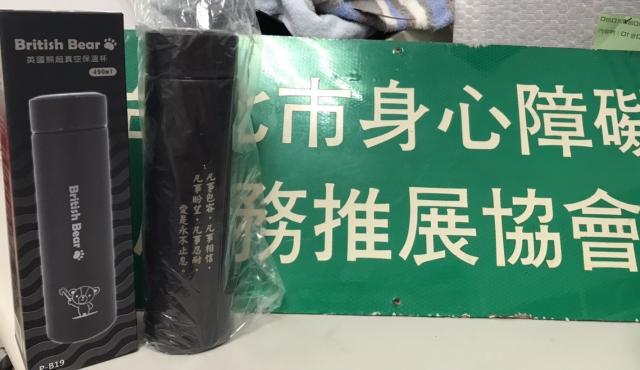 British Bear
英國熊超真空保溫杯
490ml
British Bear
P-B19
凡事包容,凡事相信,
凡事盼望,凡事忍耐,
愛是永不止息。
北市身心障礙
務推展協會